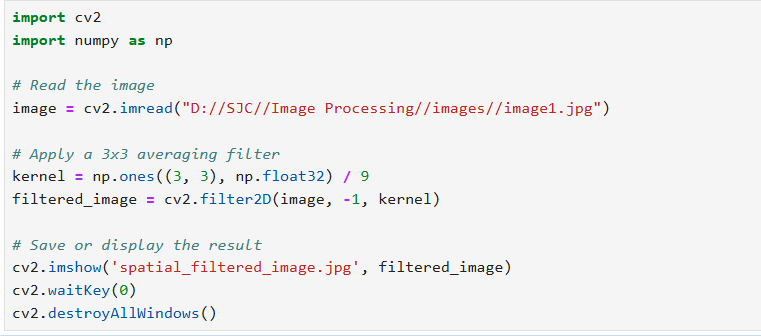 import cv2
import numpy as np
# Read the image
image = cv2.imread("D://SJC//Image Processing//images//image1.jpg")
# Apply a 3x3 averaging filter
kernel = np.ones((3, 3), np.float32) / 9
filtered_image = cv2.filter2D(image, -1, kernel)
# Save or display the result
cv2.imshow('spatial_filtered_image.jpg', filtered_image)
cv2.waitKey(0)
cv2.destroyAllWindows()